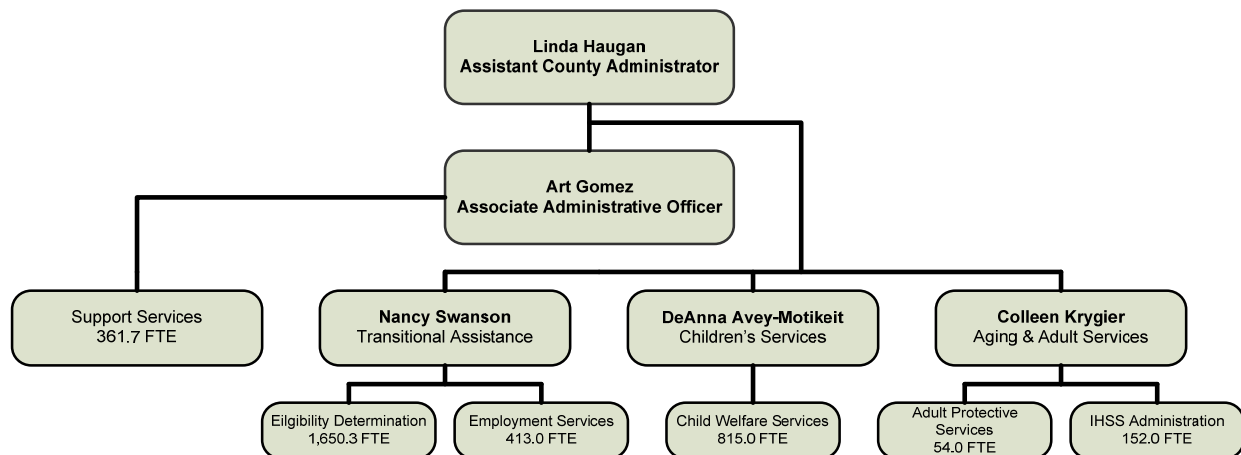 Linda Haugan
Assistant County Administrator
Art Gomez
Associate Administrative Officer
Support Services
361.7 FTE
Nancy Swanson
Transitional Assistance
DeAnna Avey-Motikeit
Children's Services
Colleen Krygier
Aging & Adult Services
Eilgibility Determination
1,650.3 FTE
Employment Services
413.0 FTE
Child Welfare Services
815.0 FTE
Adult Protective
Services
54.0 FTE
IHSS Administration
152.0 FTE